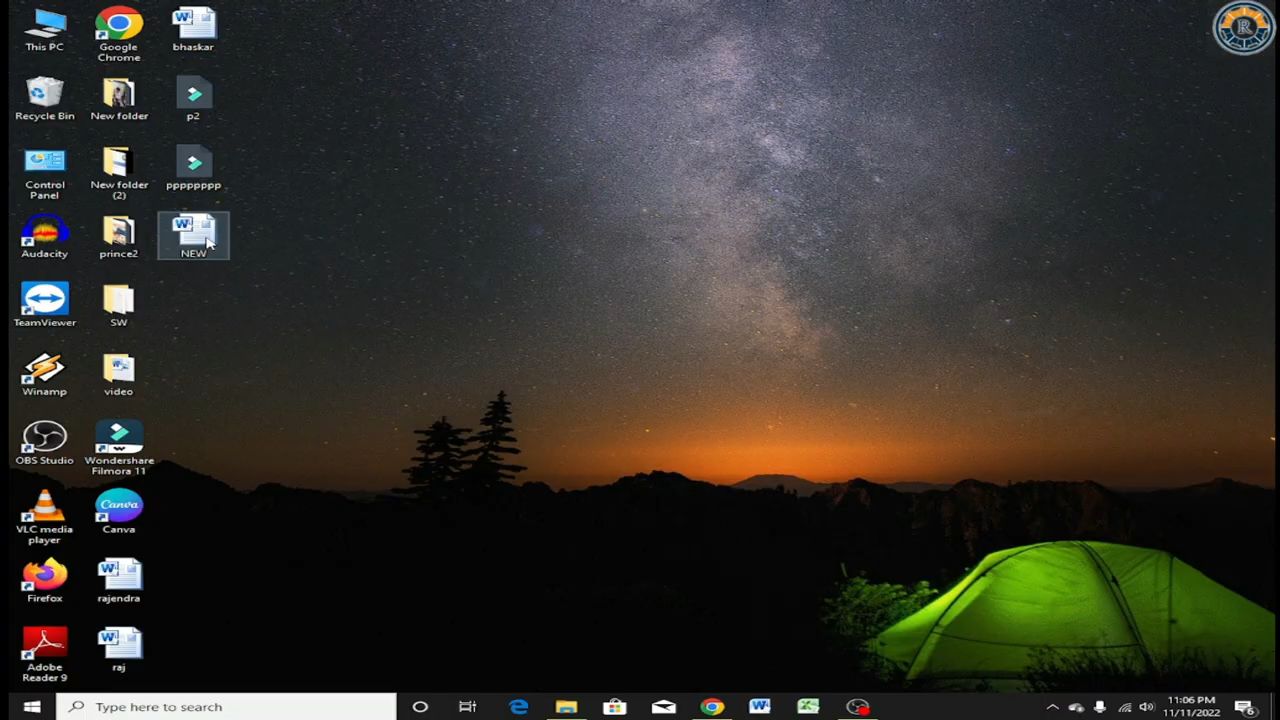 This PC
Google
Chrome
bhaskar
Recycle Bin
New folder
p2
Control
Panel
New folder
(2)
pppppppp
Audacity
prince2
NEW
TeamViewer
SW
Winamp
video
OBS Studio
Wondershare
Filmora 11
VLC media
player
Canva
Canva
Firefox
rajendra
Adobe
Reader 9
raj
R
Type here to search
11:06 PM
11/11/2022
6